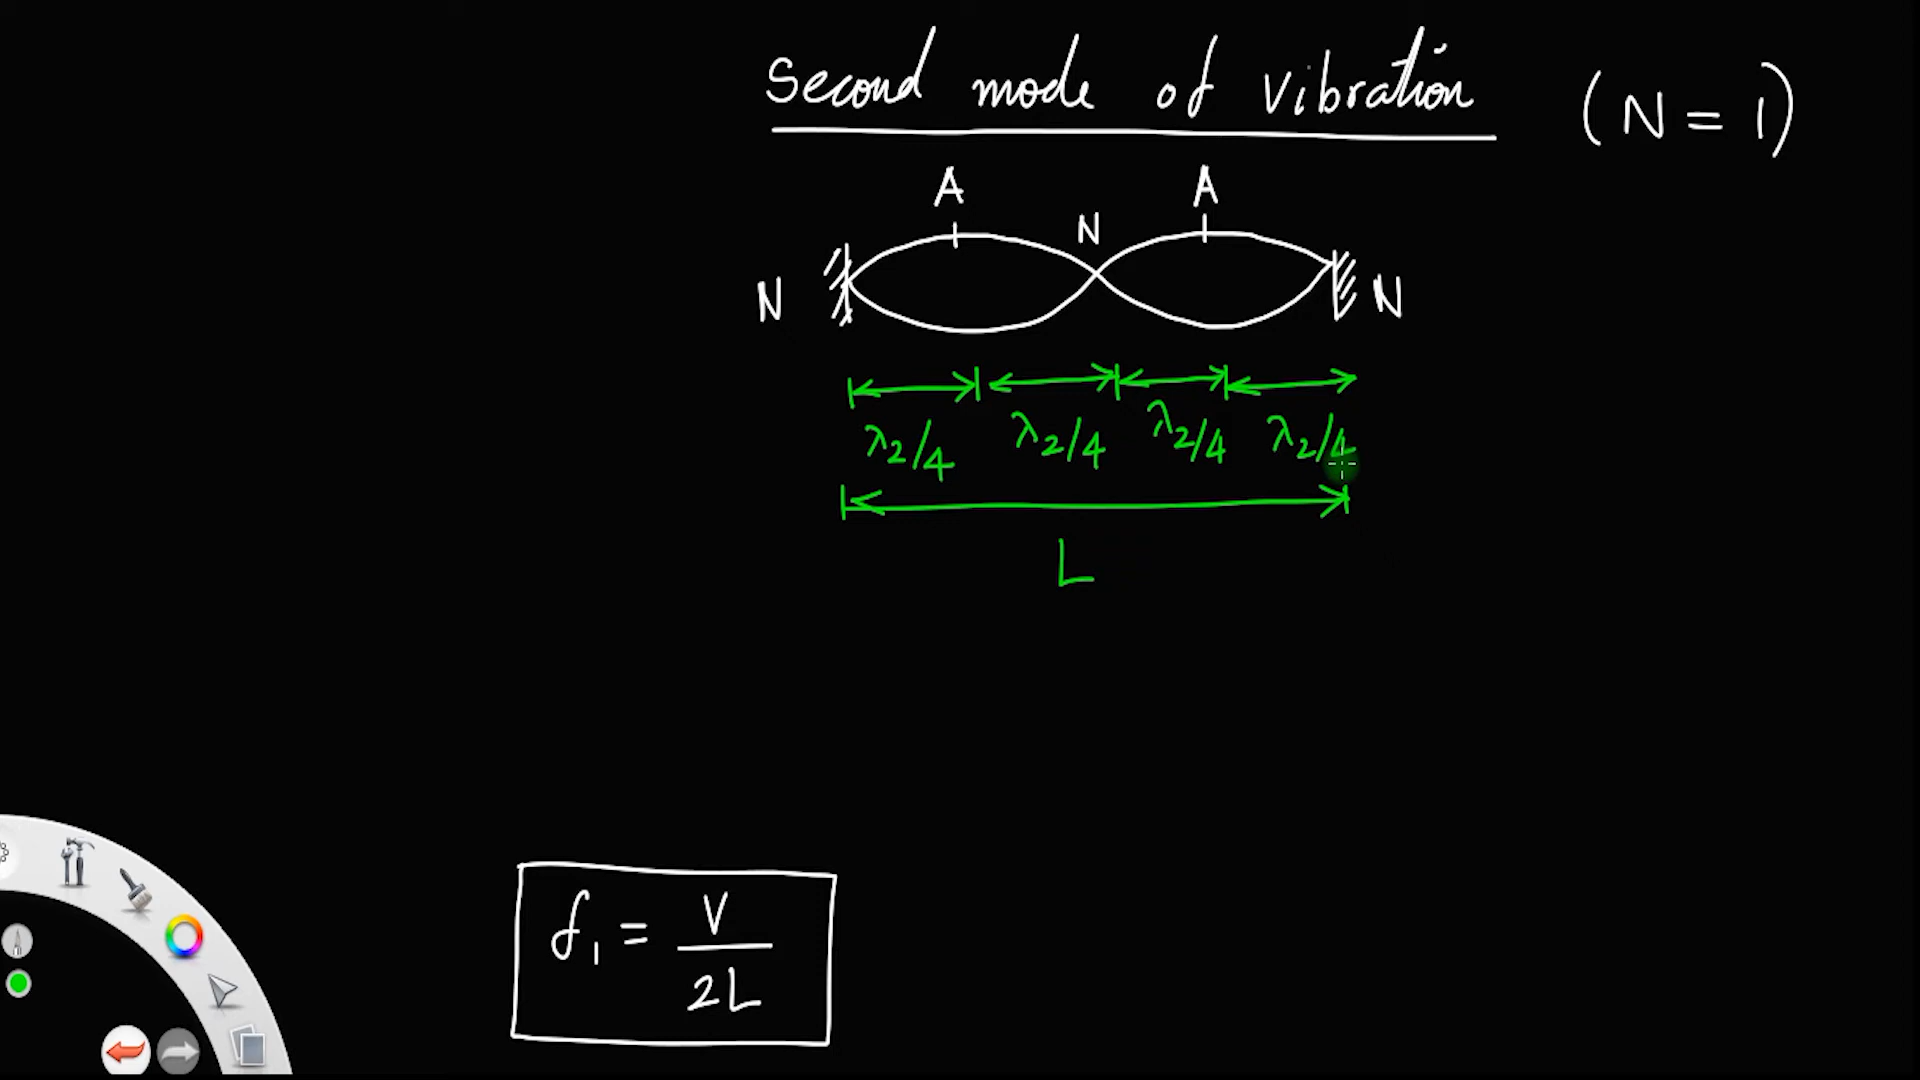 Second mode of Vibration (N = 1)
A A
N
N N
λ2/4 λ2/4 λ2/4 λ2/4
L
f1 = V
2L